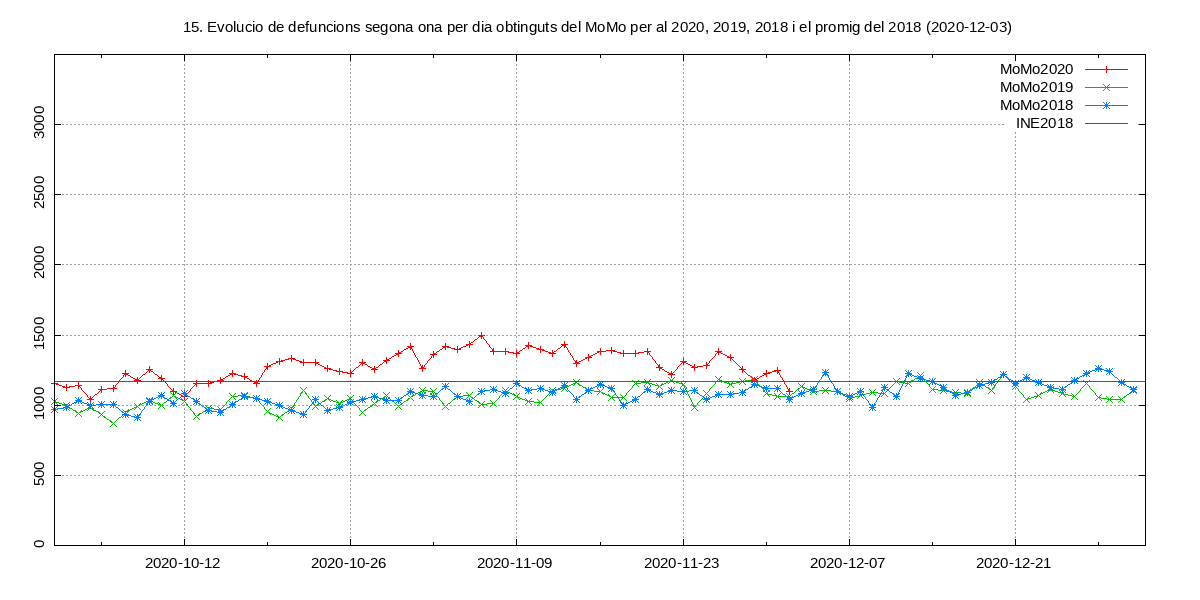 15. Evolucio de defuncions segona ona per dia obtinguts del MoMo per al 2020, 2019, 2018 i el promig del 2018 (2020-12-03)
MoMo2020
MoMo2019
MoMo2018
INE2018
3000
2500
2000
1500
1000
500
0
2020-10-12 2020-10-26 2020-11-09 2020-11-23 2020-12-07 2020-12-21